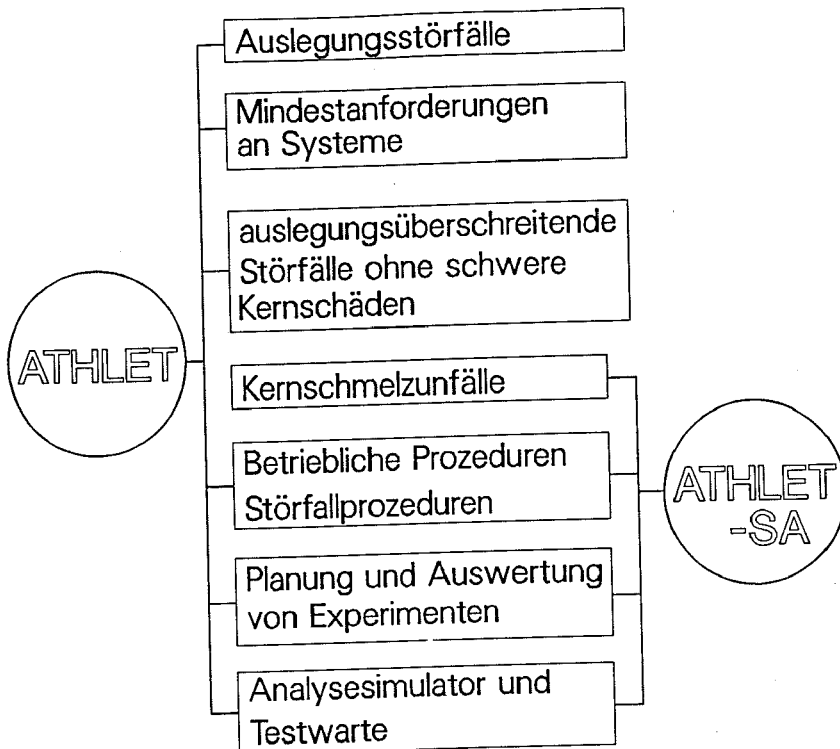 Auslegungsstörfälle
Mindestanforderungen
an Systeme
auslegungsüberschreitende
Störfälle ohne schwere
Kernschäden
ATHLET
Kernschmelzunfälle
Betriebliche Prozeduren
Störfallprozeduren
ATHLET
-SA
Planung und Auswertung
von Experimenten
Analysesimulator und
Testwarte